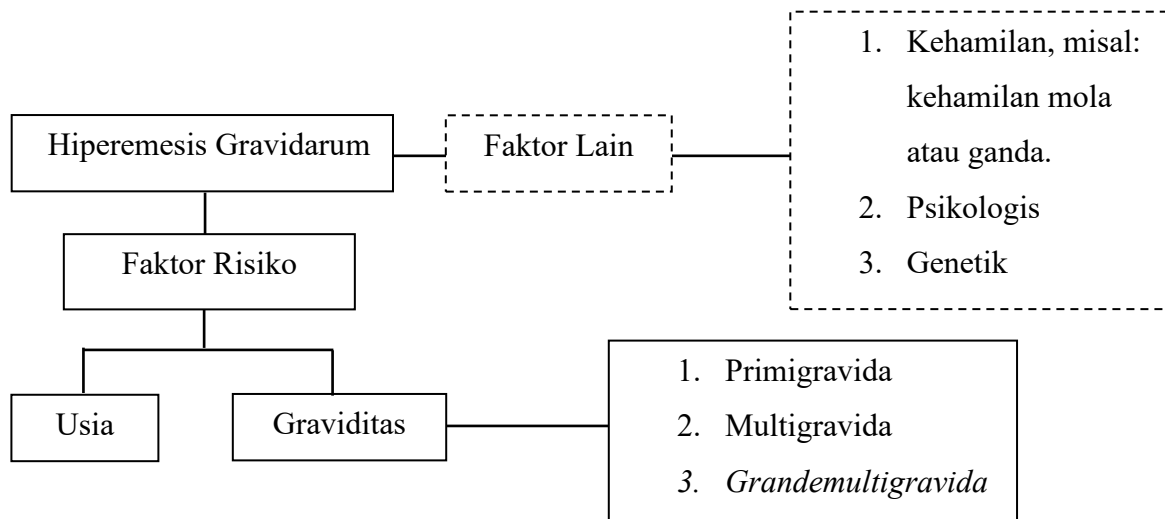 Hiperemesis Gravidarum
Faktor Lain
1. Kehamilan, misal:
kehamilan mola
atau ganda.
2. Psikologis
3. Genetik
Faktor Risiko
Usia
Graviditas
1. Primigravida
2. Multigravida
3. Grandemultigravida